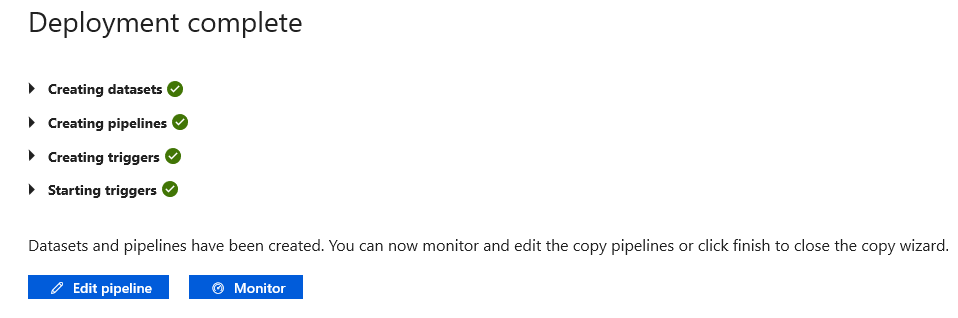 Deployment complete
Creating datasets
Creating pipelines
Creating triggers
Starting triggers
Datasets and pipelines have been created. You can now monitor and edit the copy pipelines or click finish to close the copy wizard.
Edit pipeline
Monitor